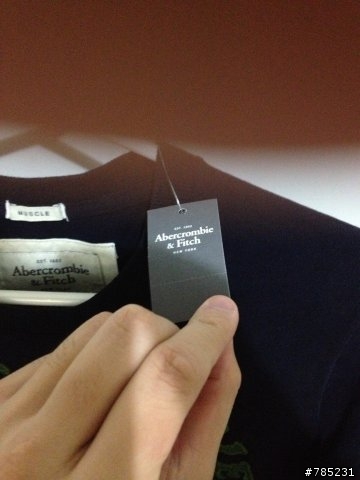 MUSCLE
EST. 1892
Abercrombie
& Fitch
EST. 1892
Abercrombie
& Fitch
NEW YORK
#785231